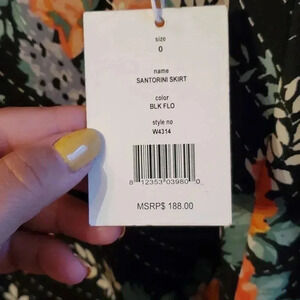 size
0
name
SANTORINI SKIRT
color
BLK FLO
style no
W4314
8 12353 03980 0
MSRP$ 188.00